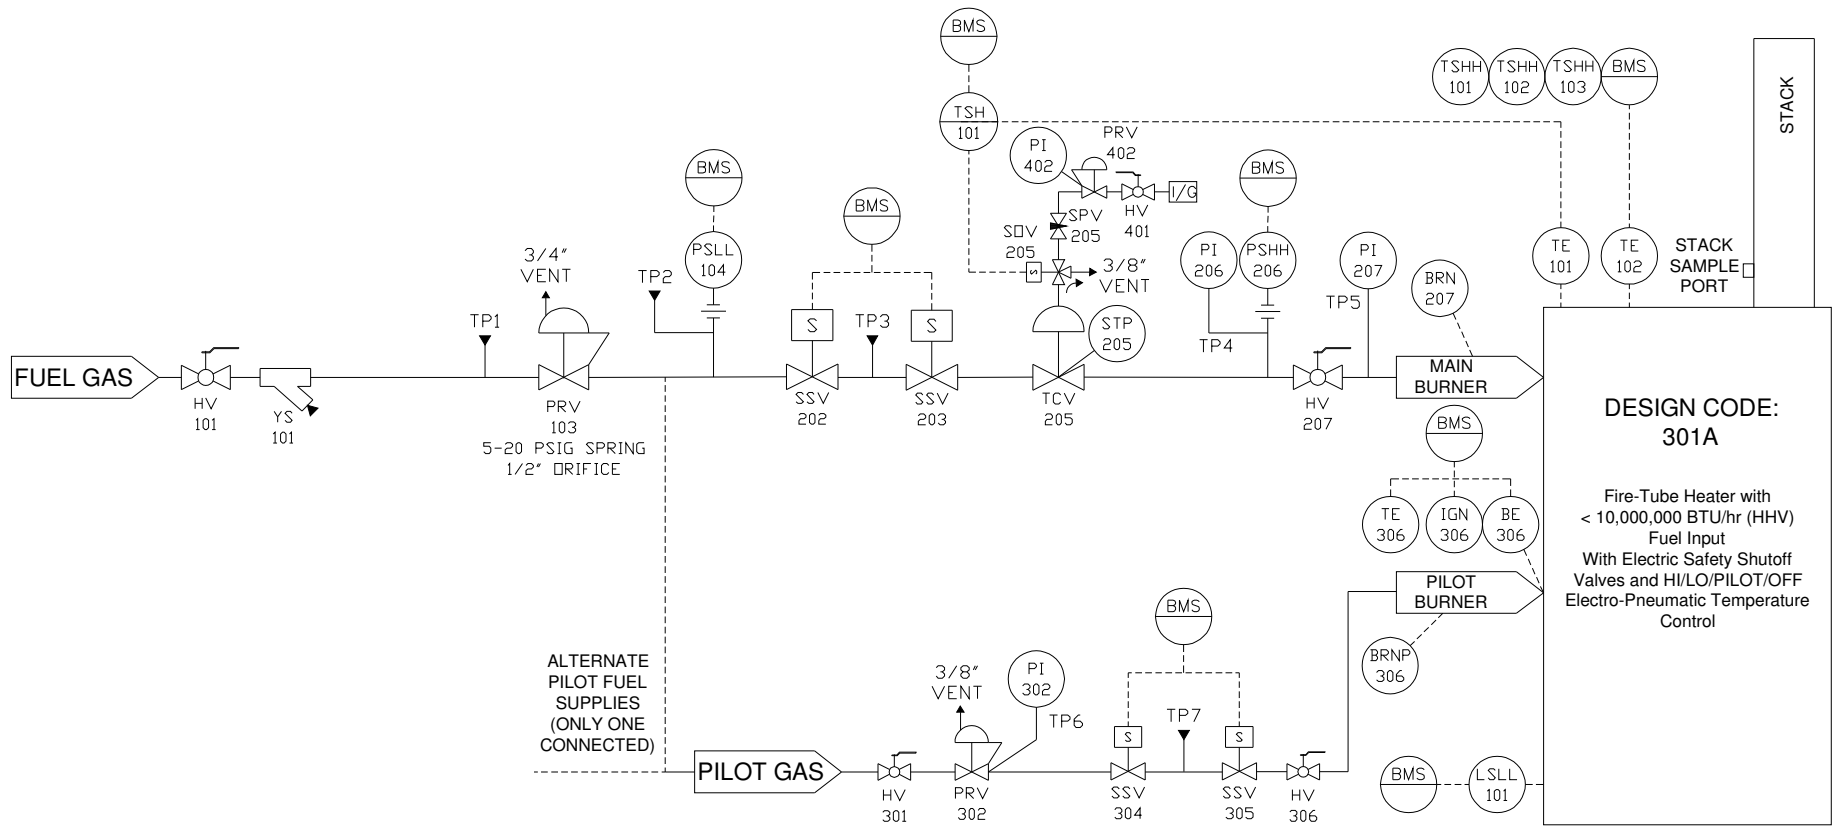 BMS
TSH
101
TSHH
101
TSHH
102
TSHH
103
BMS
STACK
PI
402
PRV
402
I/G
HV
401
SPV
205
SOV
205
S
3/8" VENT
BMS
PSLL
104
BMS
BMS
PI
206
PSHH
206
PI
207
TE
101
TE
102
STACK
SAMPLE
PORT
3/4"
VENT
TP2
TP1
S
TP3
S
STP
205
TP4
TP5
BRN
207
FUEL GAS
HV
101
YS
101
PRV
103
5-20 PSIG SPRING
1/2" ORIFICE
SSV
202
SSV
203
TCV
205
HV
207
MAIN
BURNER
DESIGN CODE:
301A
Fire-Tube Heater with
< 10,000,000 BTU/hr (HHV)
Fuel Input
With Electric Safety Shutoff
Valves and HI/LO/PILOT/OFF
Electro-Pneumatic Temperature
Control
BMS
TE
306
IGN
306
BE
306
PILOT
BURNER
BRNP
306
BMS
ALTERNATE
PILOT FUEL
SUPPLIES
(ONLY ONE
CONNECTED)
3/8"
VENT
PI
302
TP6
S
TP7
S
PILOT GAS
HV
301
PRV
302
SSV
304
SSV
305
HV
306
BMS
LSLL
101